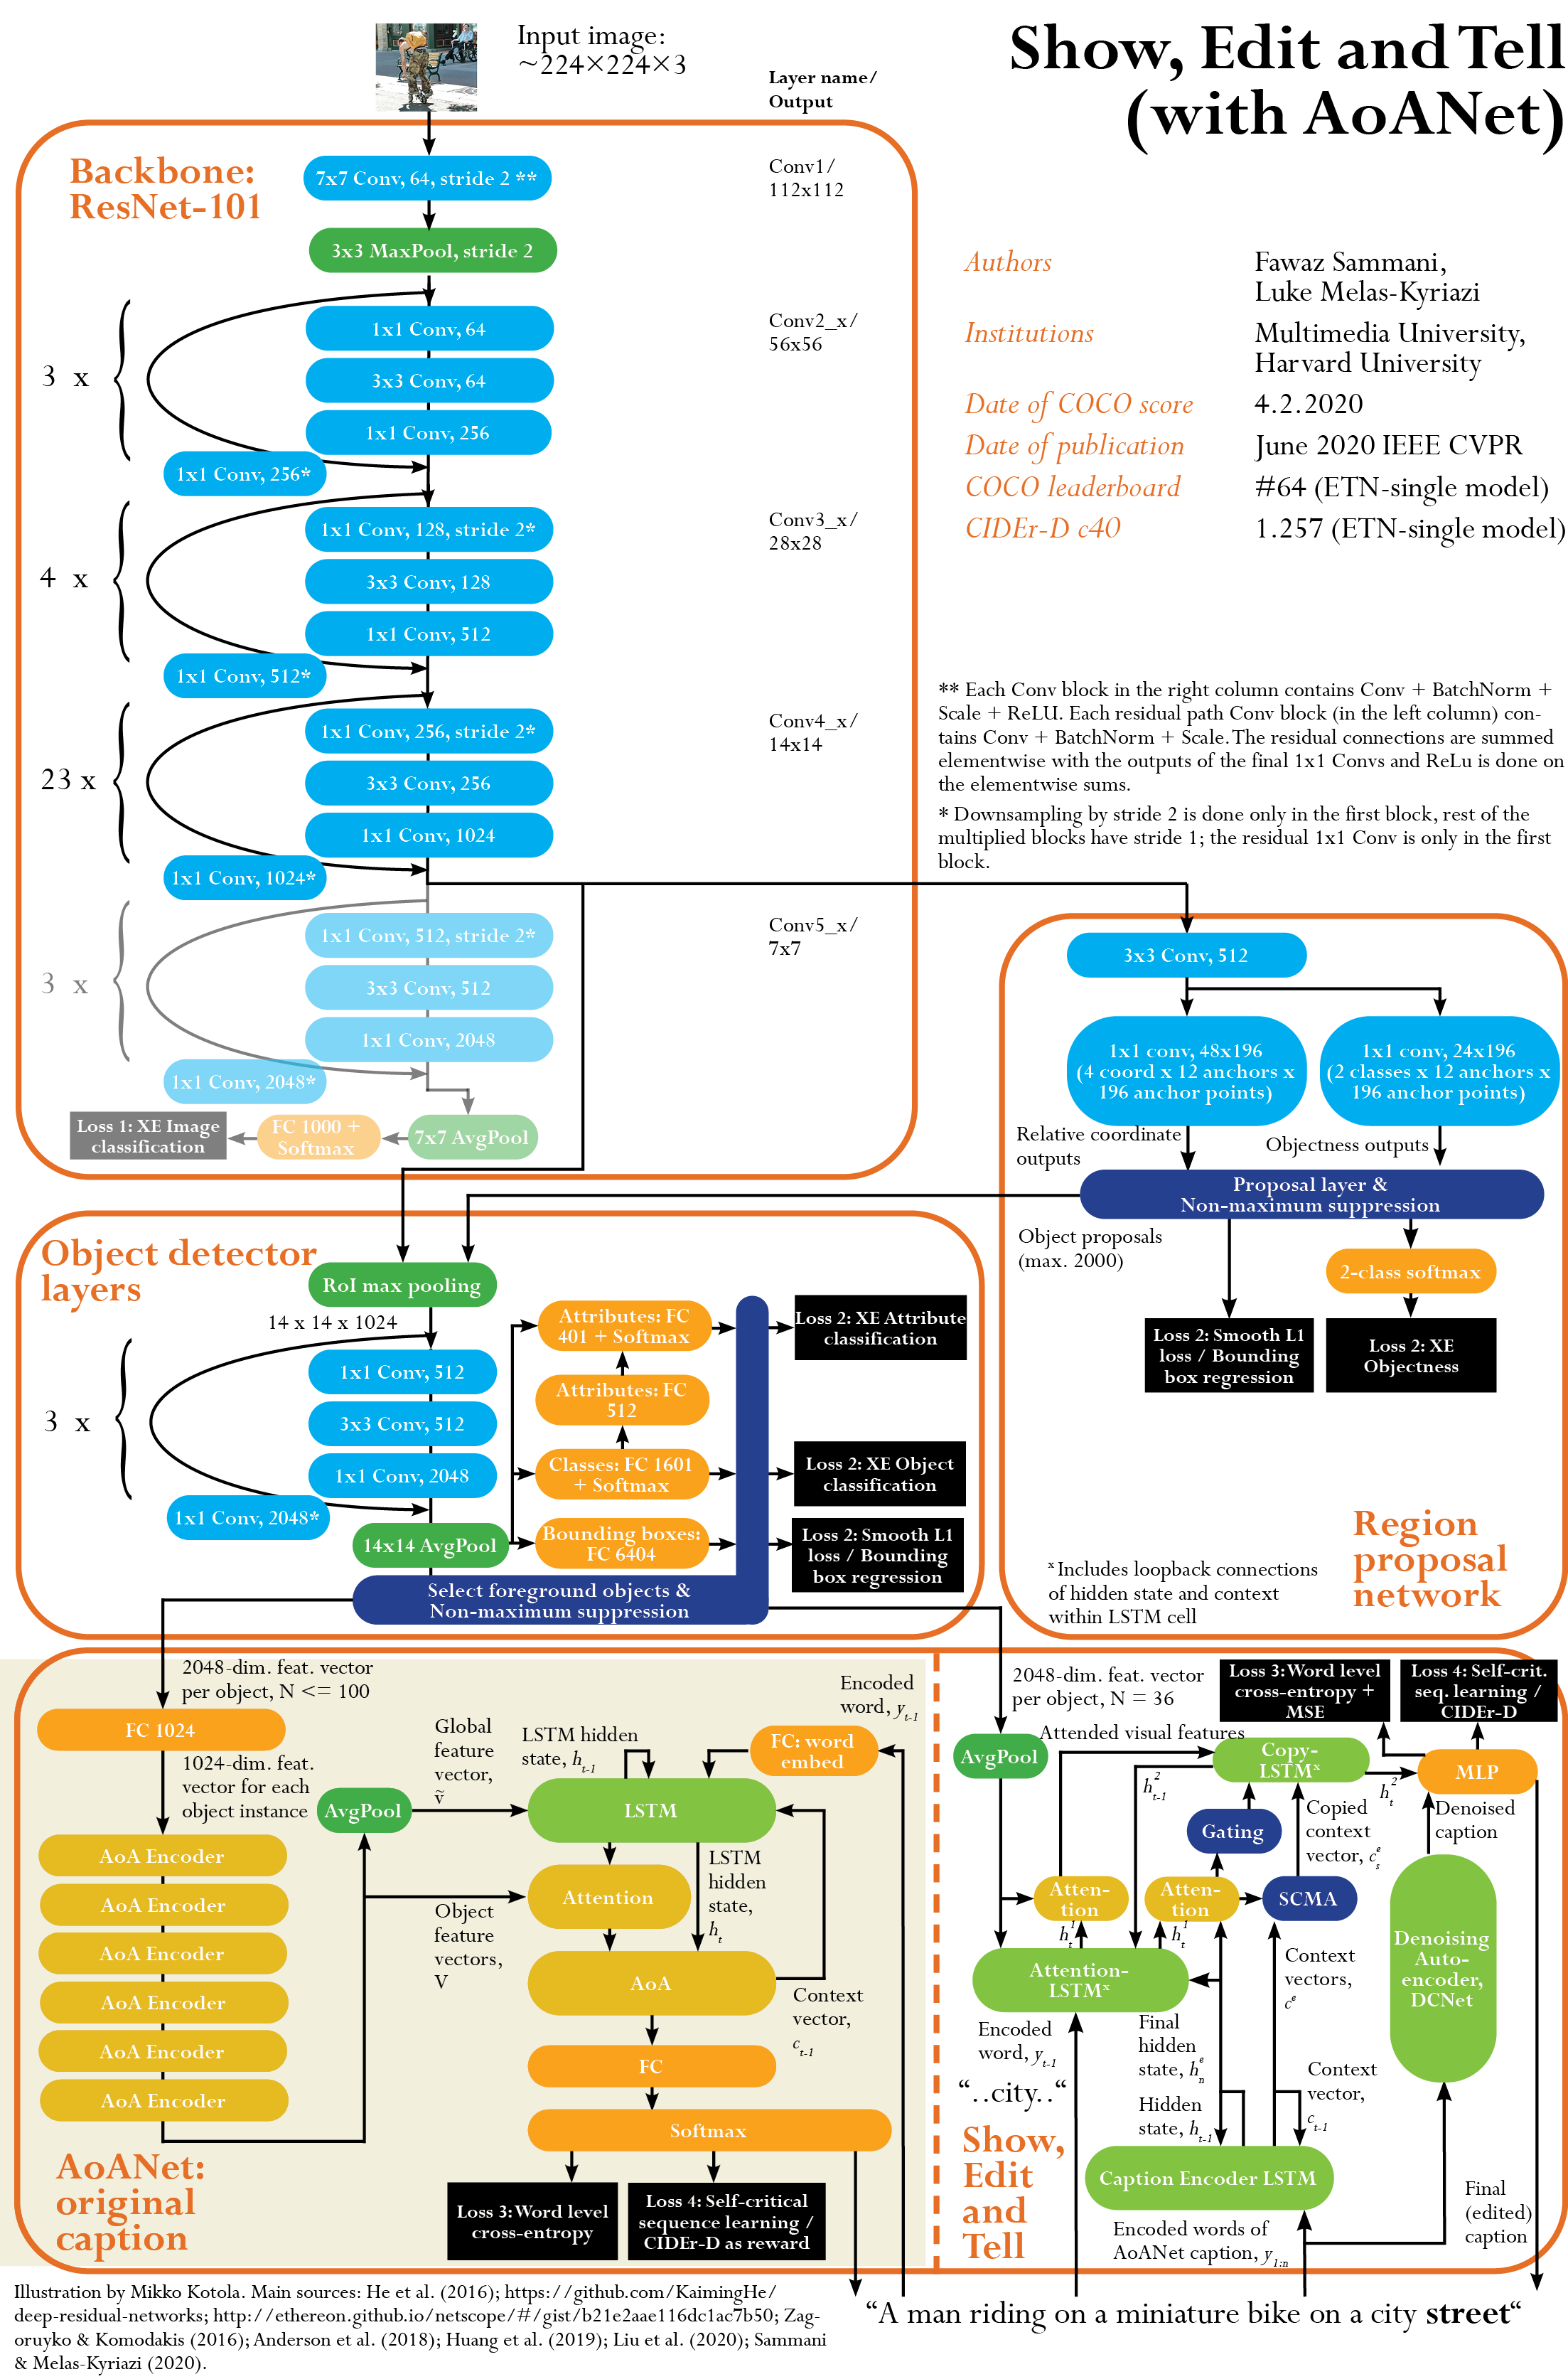 Input image:
~224×224×3
Layer name/
Output
Show, Edit and Tell
(with AoANet)
Backbone:
ResNet-101
7x7 Conv, 64, stride 2 **
Conv1/
112x112
3x3 MaxPool, stride 2
3 x
1x1 Conv, 64
3x3 Conv, 64
1x1 Conv, 256
1x1 Conv, 256*
Conv2_x/
56x56
4 x
1x1 Conv, 128, stride 2*
3x3 Conv, 128
1x1 Conv, 512
1x1 Conv, 512*
Conv3_x/
28x28
23 x
1x1 Conv, 256, stride 2*
3x3 Conv, 256
1x1 Conv, 1024
1x1 Conv, 1024*
Conv4_x/
14x14
3 x
1x1 Conv, 512, stride 2*
3x3 Conv, 512
1x1 Conv, 2048
1x1 Conv, 2048*
Conv5_x/
7x7
Loss 1: XE Image
classification
FC 1000 +
Softmax
7x7 AvgPool
Authors
Fawaz Sammani,
Luke Melas-Kyriazi
Institutions
Multimedia University,
Harvard University
Date of COCO score
4.2.2020
Date of publication
June 2020 IEEE CVPR
COCO leaderboard
#64 (ETN-single model)
CIDEr-D c40
1.257 (ETN-single model)
** Each Conv block in the right column contains Conv + BatchNorm +
Scale + ReLU. Each residual path Conv block (in the left column) con-
tains Conv + BatchNorm + Scale. The residual connections are summed
elementwise with the outputs of the final 1x1 Convs and ReLu is done on
the elementwise sums.
* Downsampling by stride 2 is done only in the first block, rest of the
multiplied blocks have stride 1; the residual 1x1 Conv is only in the first
block.
3x3 Conv, 512
1x1 conv, 48x196
(4 coord x 12 anchors x
196 anchor points)
1x1 conv, 24x196
(2 classes x 12 anchors x
196 anchor points)
Relative coordinate
outputs
Objectness outputs
Proposal layer &
Non-maximum suppression
Object proposals
(max. 2000)
2-class softmax
Loss 2: Smooth L1
loss / Bounding
box regression
Loss 2: XE
Objectness
Region
proposal
network
x Includes loopback connections
of hidden state and context
within LSTM cell
Object detector
layers
RoI max pooling
14 x 14 x 1024
3 x
1x1 Conv, 512
3x3 Conv, 512
1x1 Conv, 2048
1x1 Conv, 2048*
14x14 AvgPool
Attributes: FC
401 + Softmax
Attributes: FC
512
Classes: FC 1601
+ Softmax
Bounding boxes:
FC 6404
Loss 2: XE Attribute
classification
Loss 2: XE Object
classification
Loss 2: Smooth L1
loss / Bounding
box regression
Select foreground objects &
Non-maximum suppression
2048-dim. feat. vector
per object, N <= 100
FC 1024
1024-dim. feat.
vector for each
object instance
AoA Encoder
AoA Encoder
AoA Encoder
AoA Encoder
AoA Encoder
AoA Encoder
AvgPool
Global
feature
vector,
ṽ
LSTM hidden
state, h t-1
Encoded
word, y t-1
FC: word
embed
LSTM
Attention
LSTM
hidden
state,
h t
Object
feature
vectors,
V
AoA
Context
vector,
c t-1
FC
Softmax
Loss 3: Word level
cross-entropy
Loss 4: Self-critical
sequence learning /
CIDEr-D as reward
AoANet:
original
caption
2048-dim. feat. vector
per object, N = 36
Loss 3: Word level
cross-entropy +
MSE
Loss 4: Self-crit.
seq. learning /
CIDEr-D
Attended visual features
AvgPool
Copy-
LSTMx
MLP
h 2 t-1
h 2 t
Gating
Copied
context
vector, c e s
Denoised
caption
Atten-
tion
Atten-
tion
SCMA
h 1 t
h 1 t
Attention-
LSTMx
Context
vectors,
c e
Denoising
Auto-
encoder,
DCNet
Encoded
word, y t-1
Final
hidden
state, h e n
“..city..“
Hidden
state, h t-1
Context
vector,
c t-1
Show,
Edit
and
Tell
Caption Encoder LSTM
Encoded words of
AoANet caption, y 1:n
Final
(edited)
caption
“A man riding on a miniature bike on a city street“
Illustration by Mikko Kotola. Main sources: He et al. (2016); https://github.com/KaimingHe/
deep-residual-networks; http://ethereon.github.io/netscope/#/gist/b21e2aae116dc1ac7b50; Zag-
oruyko & Komodakis (2016); Anderson et al. (2018); Huang et al. (2019); Liu et al. (2020); Sammani
& Melas-Kyriazi (2020).